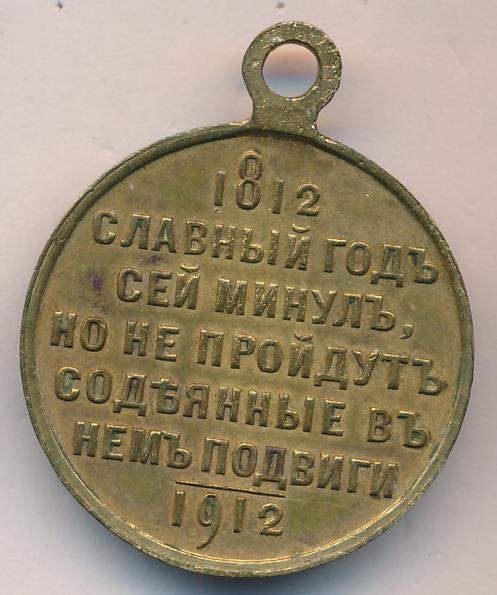 1812
СЛАВНЫЙ ГОДЪ
СЕЙ МИНУЛЪ,
НО НЕ ПРОЙДУТЪ
СОДѢЯННЫЕ ВЪ
НЕМЪ ПОДВИГИ
1912